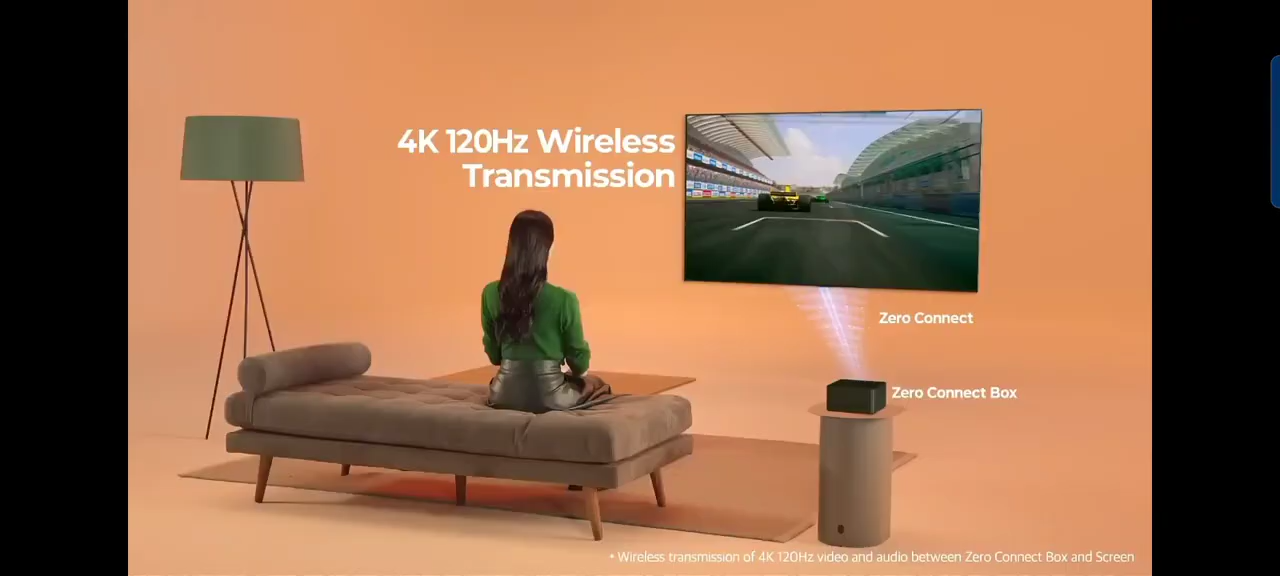 4K 120Hz Wireless
Transmission
Zero Connect
Zero Connect Box
* Wireless transmission of 4K 120Hz video and audio between Zero Connect Box and Screen